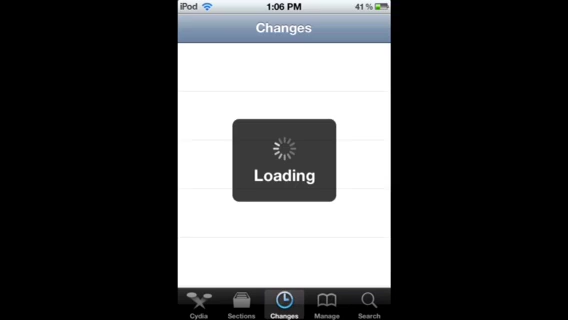 iPod 1:06 PM 41 %
Changes
Loading
Cydia Sections Changes Manage Search